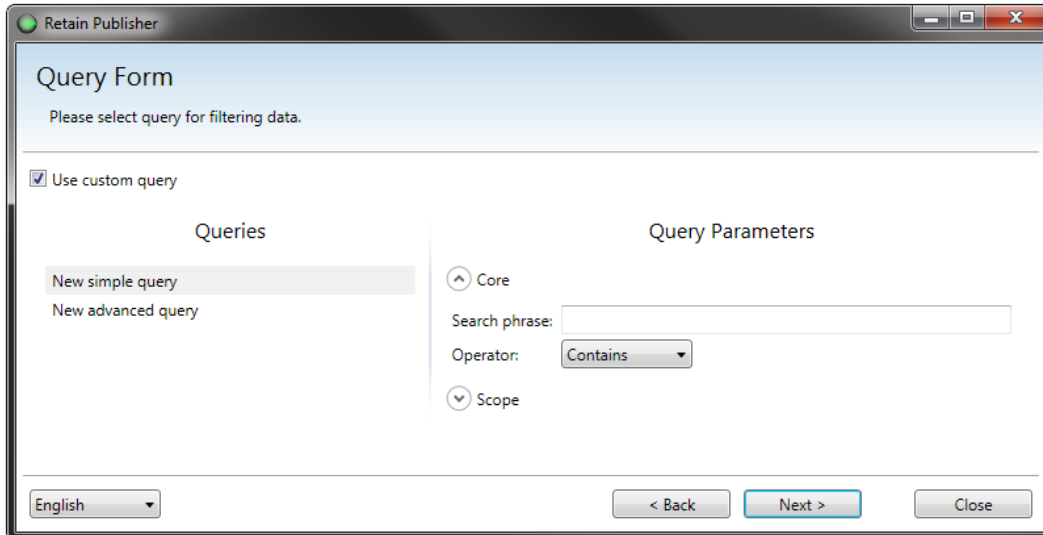 Retain Publisher
Query Form
Please select query for filtering data.
Use custom query
Queries
New simple query
New advanced query
Query Parameters
Core
Search phrase:
Operator: Contains
Scope
English
< Back Next > Close